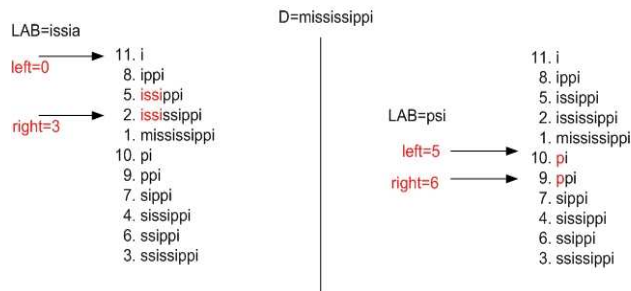 D=mississippi
LAB=issia
left=0
right=3
11. i
8. ippi
5. issippi
2. ississippi
1. mississippi
10. pi
9. ppi
7. sippi
4. sissippi
6. ssippi
3. ssissippi
LAB=psi
left=5
right=6
11. i
8. ippi
5. issippi
2. ississippi
1. mississippi
10. pi
9. ppi
7. sippi
4. sissippi
6. ssippi
3. ssissippi